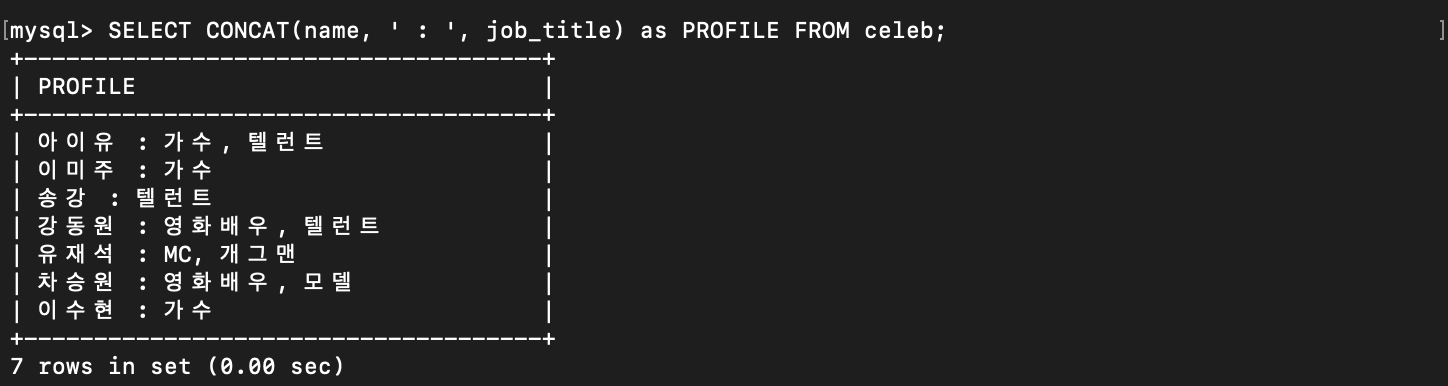 [mysql> SELECT CONCAT(name, ' : ', job_title) as PROFILE FROM celeb; ]
+-------------------------------------+
| PROFILE                             |
+-------------------------------------+
| 아이유 : 가수, 텔런트                |
| 이미주 : 가수                        |
| 송강 : 텔런트                        |
| 강동원 : 영화배우, 텔런트            |
| 유재석 : MC, 개그맨                  |
| 차승원 : 영화배우, 모델              |
| 이수현 : 가수                        |
+-------------------------------------+
7 rows in set (0.00 sec)